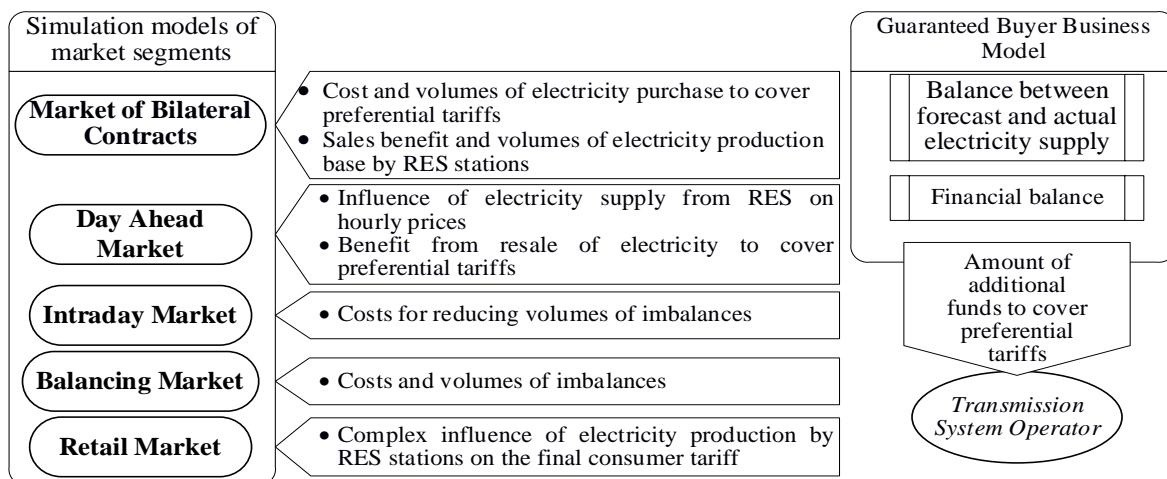 Simulation models of
market segments
Market of Bilateral
Contracts
• Cost and volumes of electricity purchase to cover
preferential tariffs
• Sales benefit and volumes of electricity production
base by RES stations
Day Ahead
Market
• Influence of electricity supply from RES on
hourly prices
• Benefit from resale of electricity to cover
preferential tariffs
Intraday Market
• Costs for reducing volumes of imbalances
Balancing Market
• Costs and volumes of imbalances
Retail Market
• Complex influence of electricity production by
RES stations on the final consumer tariff
Guaranteed Buyer Business
Model
Balance between
forecast and actual
electricity supply
Financial balance
Amount of
additional
funds to cover
preferential
tariffs
Transmission
System Operator